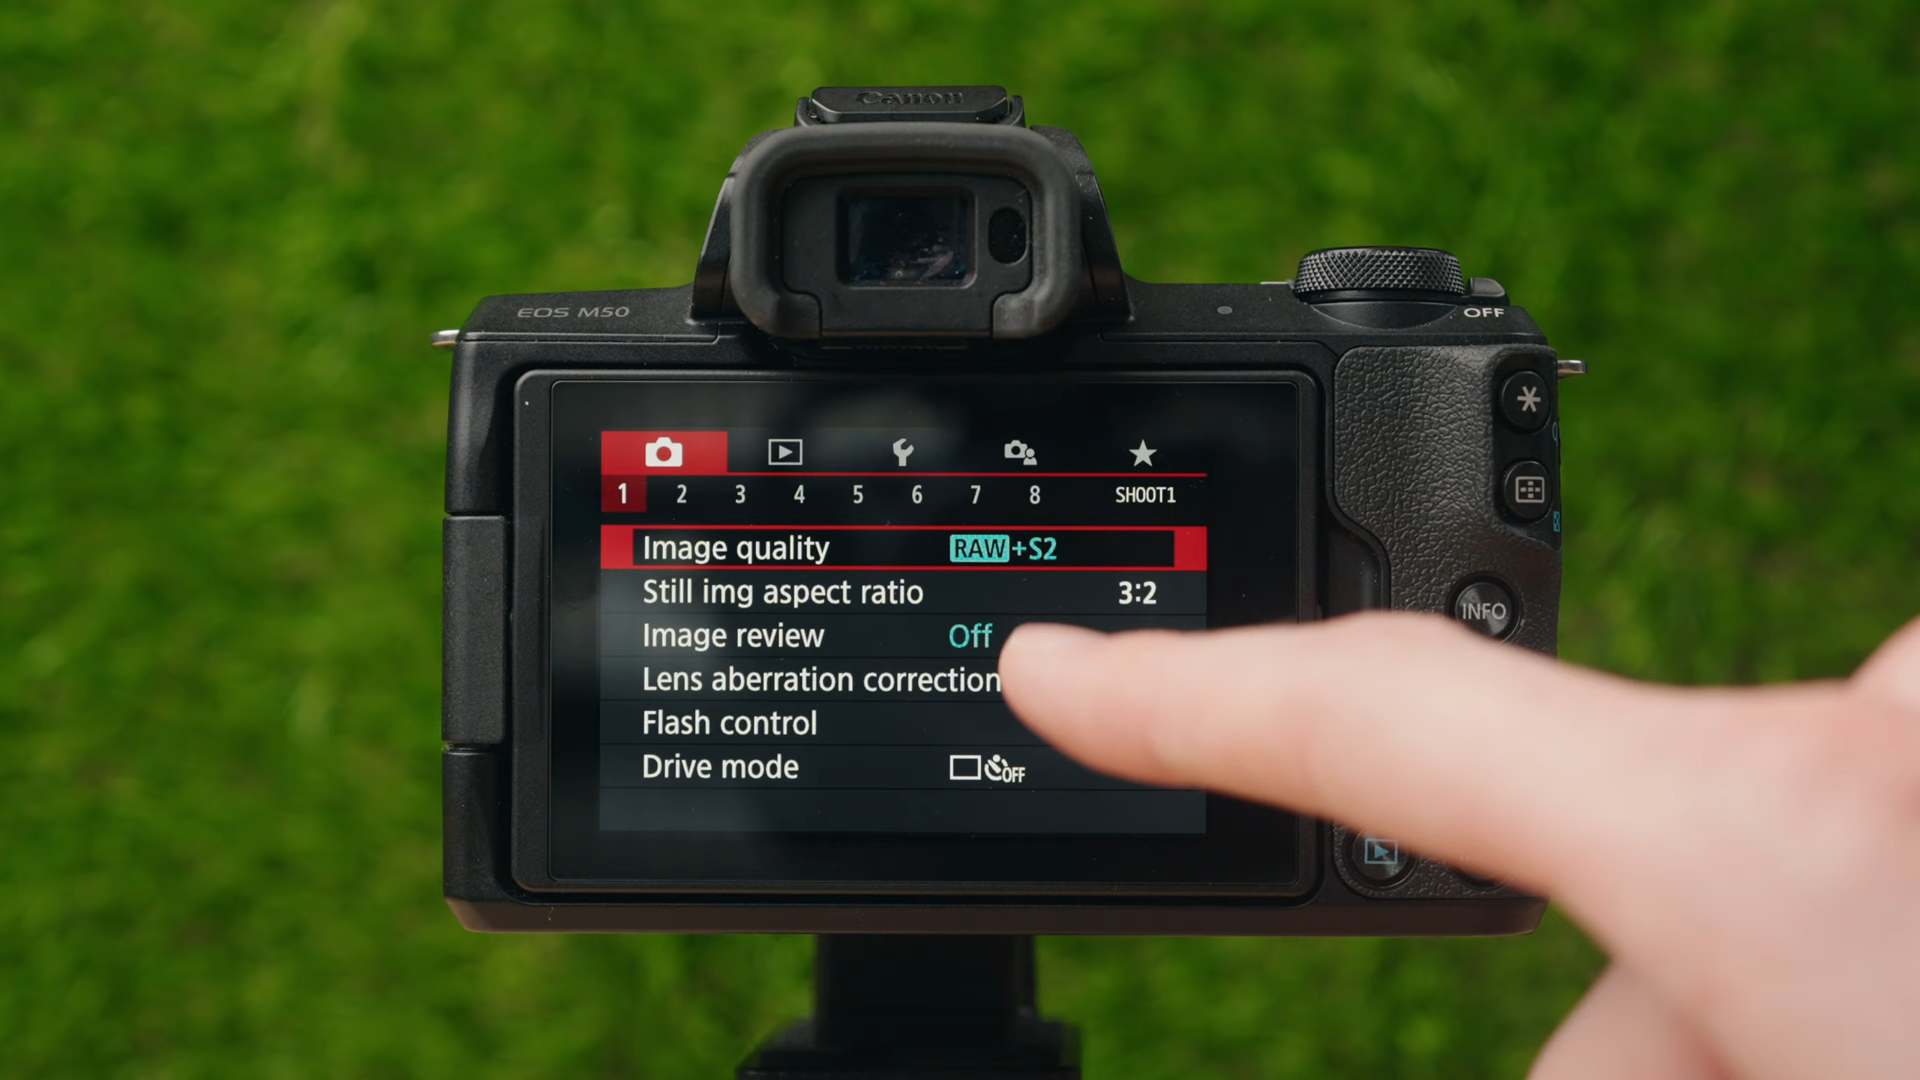 Canon
EOS M50
OFF
1 2 3 4 5 6 7 8 SHOOT1
Image quality RAW+S2
Still img aspect ratio 3:2
Image review Off
Lens aberration correction
Flash control
Drive mode OFF
INFO